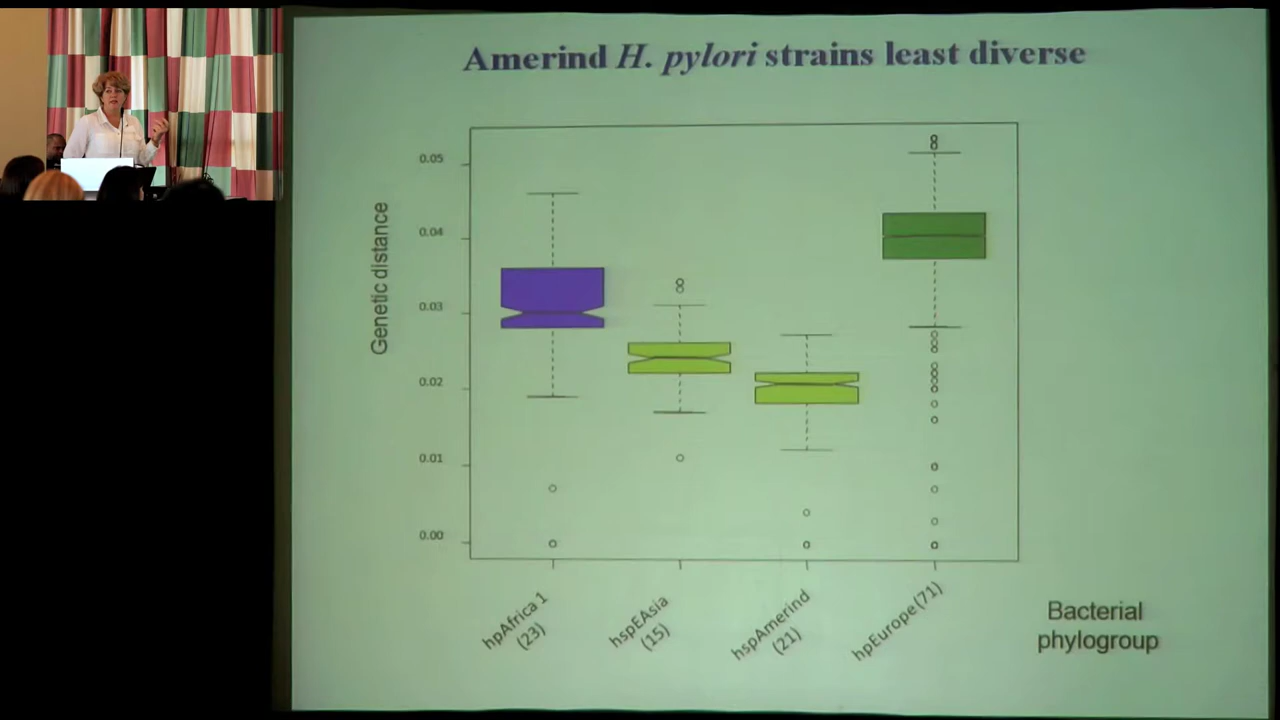 Amerind H. pylori strains least diverse
Genetic distance
0.05
0.04
0.03
0.02
0.01
0.00
hpAfrica 1
(23)
hspEAsia
(15)
hspAmerind
(21)
hpEurope (71)
Bacterial
phylogroup